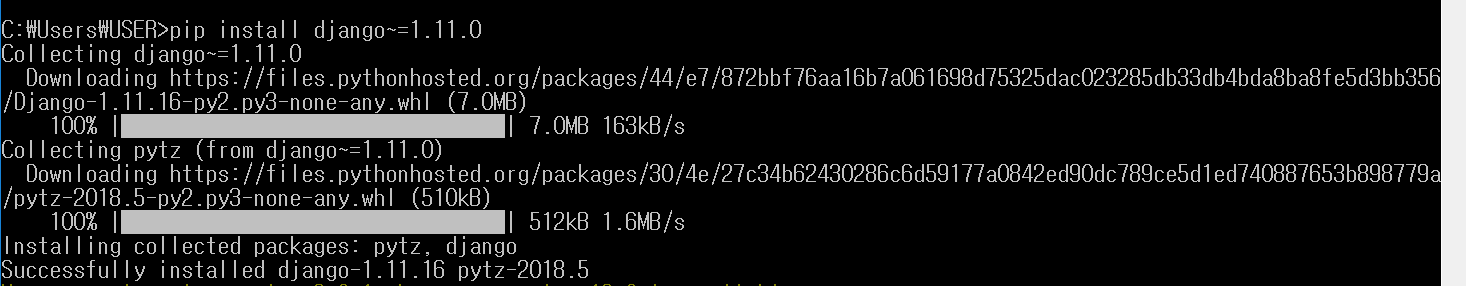 C:₩Users₩USER>pip install django~=1.11.0
Collecting django~=1.11.0
  Downloading https://files.pythonhosted.org/packages/44/e7/872bbf76aa16b7a061698d75325dac023285db33db4bda8ba8fe5d3bb356
/Django-1.11.16-py2.py3-none-any.whl (7.0MB)
    100% |████████████████████████████████| 7.0MB 163kB/s
Collecting pytz (from django~=1.11.0)
  Downloading https://files.pythonhosted.org/packages/30/4e/27c34b62430286c6d59177a0842ed90dc789ce5d1ed740887653b898779a
/pytz-2018.5-py2.py3-none-any.whl (510kB)
    100% |████████████████████████████████| 512kB 1.6MB/s
Installing collected packages: pytz, django
Successfully installed django-1.11.16 pytz-2018.5